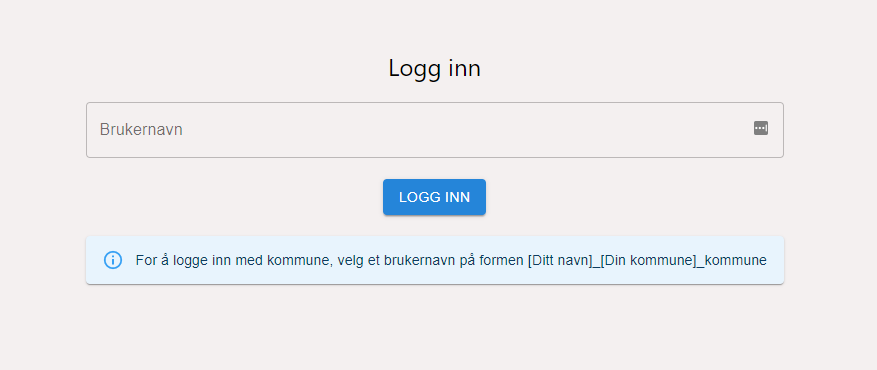 Logg inn
Brukernavn
LOGG INN
For å logge inn med kommune, velg et brukernavn på formen [Ditt navn]_[Din kommune]_kommune